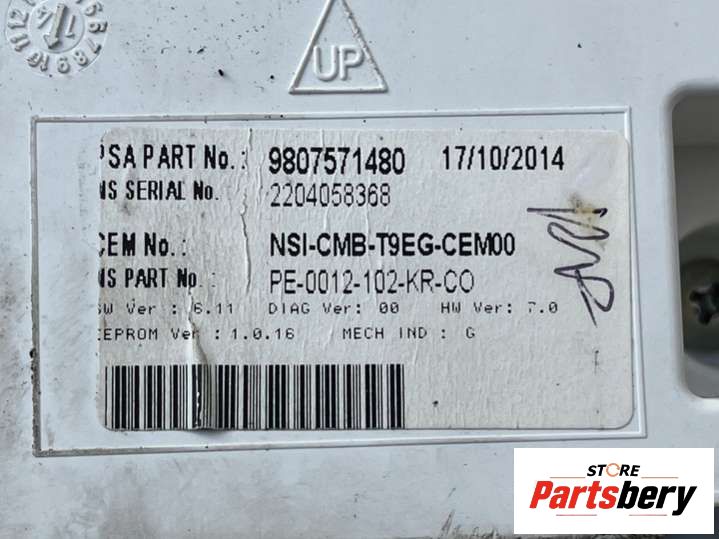 UP
PSA PART No.: 9807571480 17/10/2014
NS SERIAL No. 2204058368
CEM No.: NSI-CMB-T9EG-CEM00
NS PART No.: PE-0012-102-KR-CO
SW Ver : 6.11 DIAG Ver: 00 HW Ver: 7.0
EEPROM Ver : 1.0.16 MECH IND : G
STORE
Partsbery